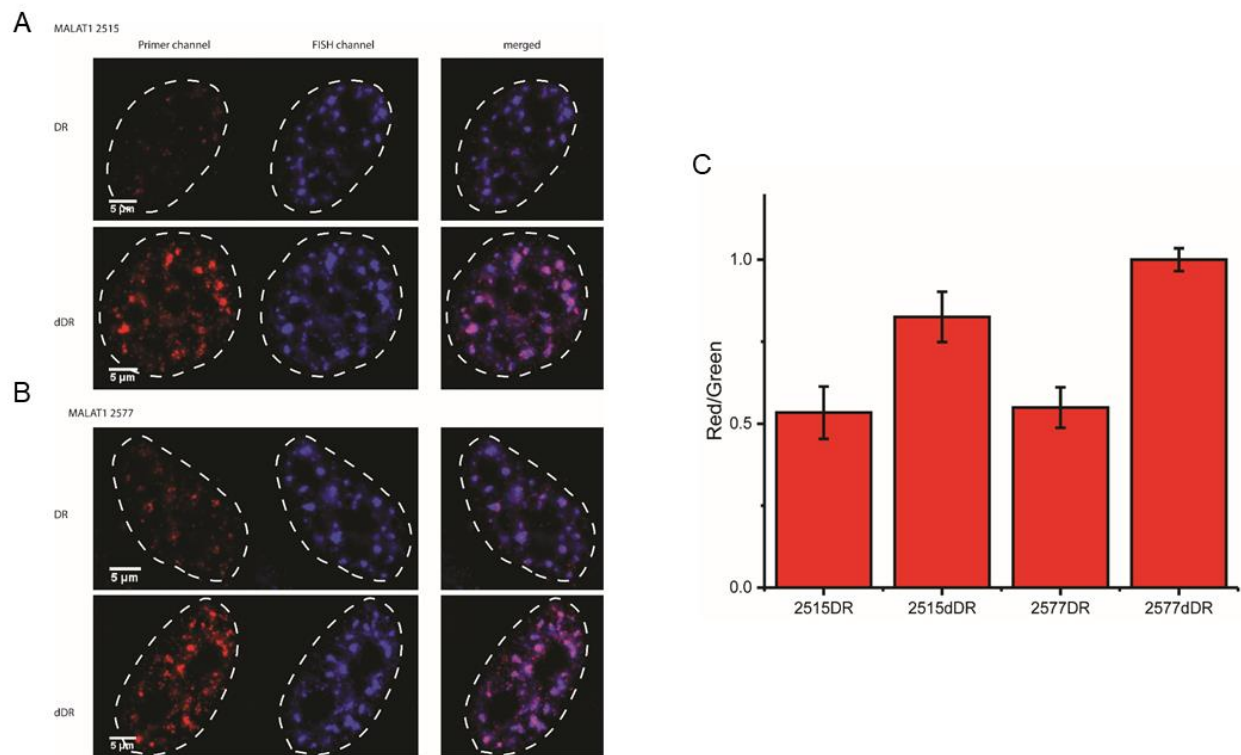 A
MALAT1 2515
Primer channel FISH channel merged
DR
5 µm
dDR
5 µm
B
MALAT1 2577
DR
5 µm
dDR
5 µm
C
Red/Green
1.0
0.5
0.0
2515DR 2515dDR 2577DR 2577dDR